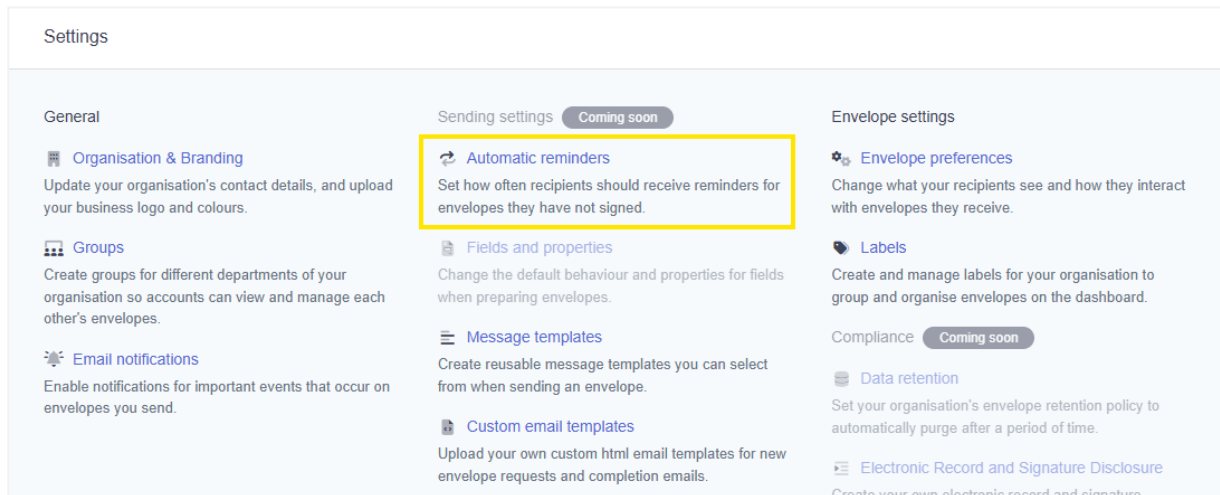 Settings
General
Organisation & Branding
Update your organisation's contact details, and upload
your business logo and colours.
Groups
Create groups for different departments of your
organisation so accounts can view and manage each
other's envelopes.
Email notifications
Enable notifications for important events that occur on
envelopes you send.
Sending settings Coming soon
Automatic reminders
Set how often recipients should receive reminders for
envelopes they have not signed.
Fields and properties
Change the default behaviour and properties for fields
when preparing envelopes.
Message templates
Create reusable message templates you can select
from when sending an envelope.
Custom email templates
Upload your own custom html email templates for new
envelope requests and completion emails.
Envelope settings
Envelope preferences
Change what your recipients see and how they interact
with envelopes they receive.
Labels
Create and manage labels for your organisation to
group and organise envelopes on the dashboard.
Compliance Coming soon
Data retention
Set your organisation's envelope retention policy to
automatically purge after a period of time.
Electronic Record and Signature Disclosure
Create your own electronic record and signature